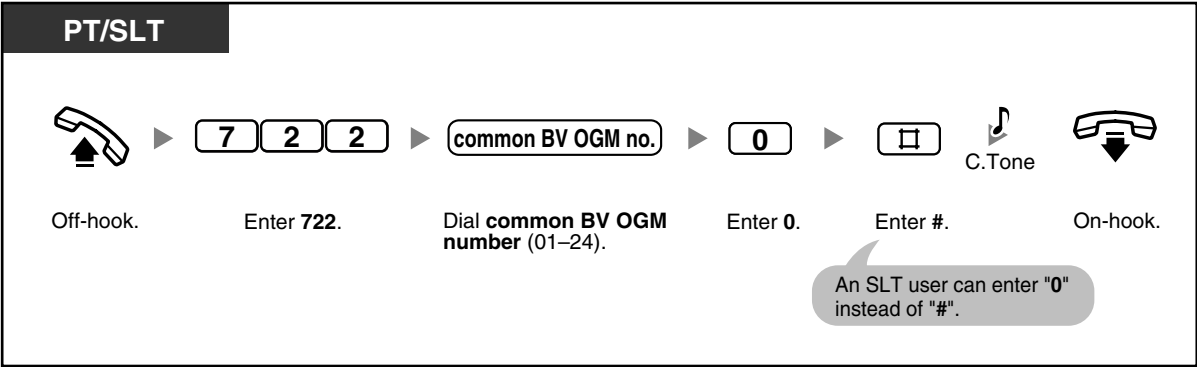 PT/SLT
7 2 2
common BV OGM no.
0
#
C.Tone
Off-hook.
Enter 722.
Dial common BV OGM
number (01–24).
Enter 0.
Enter #.
On-hook.
An SLT user can enter "0"
instead of "#".